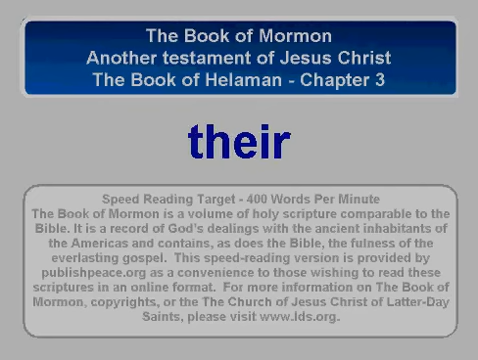 The Book of Mormon
Another testament of Jesus Christ
The Book of Helaman - Chapter 3
their
Speed Reading Target - 400 Words Per Minute
The Book of Mormon is a volume of holy scripture comparable to the
Bible. It is a record of God's dealings with the ancient inhabitants of
the Americas and contains, as does the Bible, the fulness of the
everlasting gospel.  This speed-reading version is provided by
publishpeace.org as a convenience to those wishing to read these
scriptures in an online format.  For more information on The Book of
Mormon, copyrights, or the The Church of Jesus Christ of Latter-Day
Saints, please visit www.lds.org.